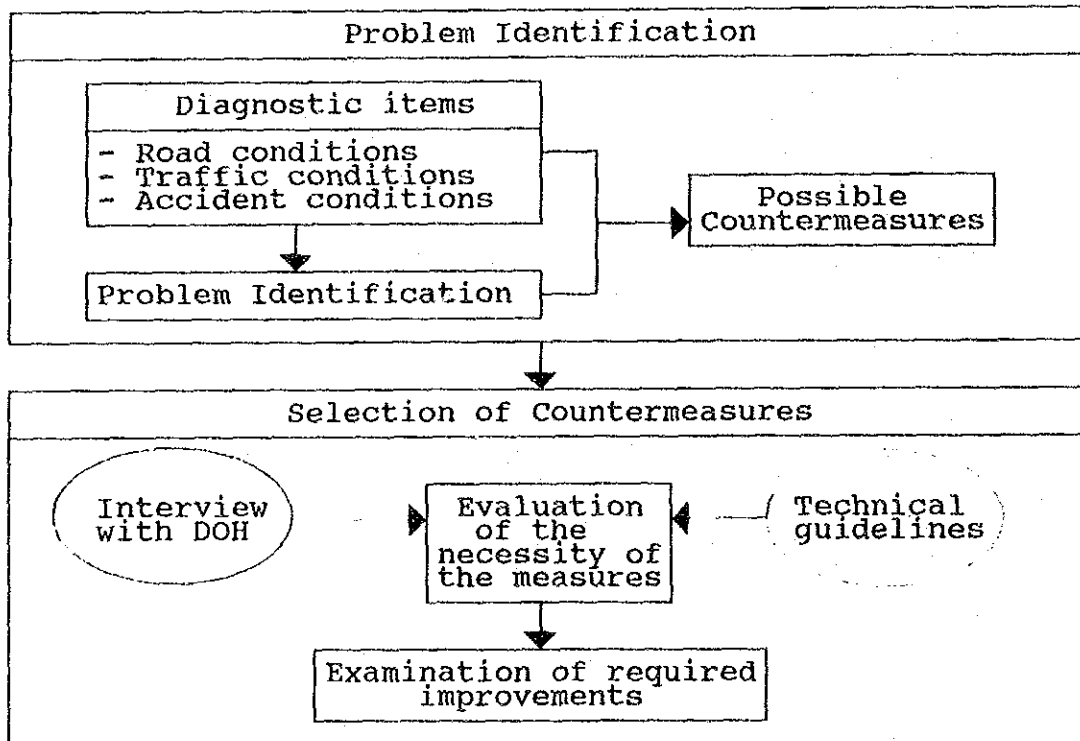 Problem Identification
Diagnostic items
- Road conditions
- Traffic conditions
- Accident conditions
Possible
Countermeasures
Problem Identification
Selection of Countermeasures
Interview
with DOH
Evaluation
of the
necessity of
the measures
Technical
guidelines
Examination of required
improvements